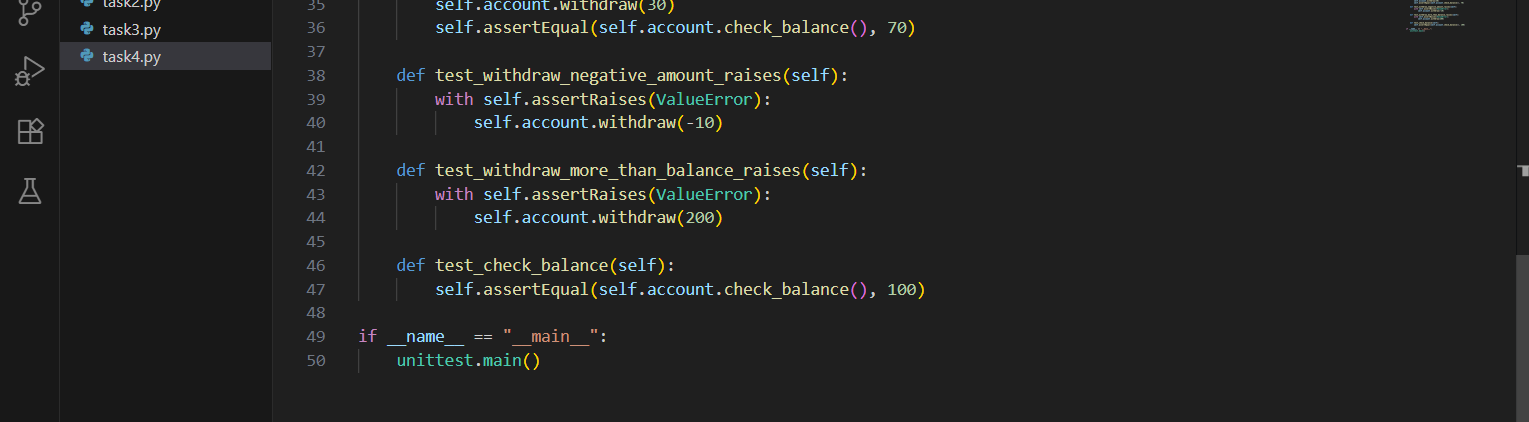 task2.py
task3.py
task4.py
35 self.account.withdraw(30)
36 self.assertEqual(self.account.check_balance(), 70)
37
38 def test_withdraw_negative_amount_raises(self):
39 with self.assertRaises(ValueError):
40 self.account.withdraw(-10)
41
42 def test_withdraw_more_than_balance_raises(self):
43 with self.assertRaises(ValueError):
44 self.account.withdraw(200)
45
46 def test_check_balance(self):
47 self.assertEqual(self.account.check_balance(), 100)
48
49 if __name__ == "__main__":
50 unittest.main()